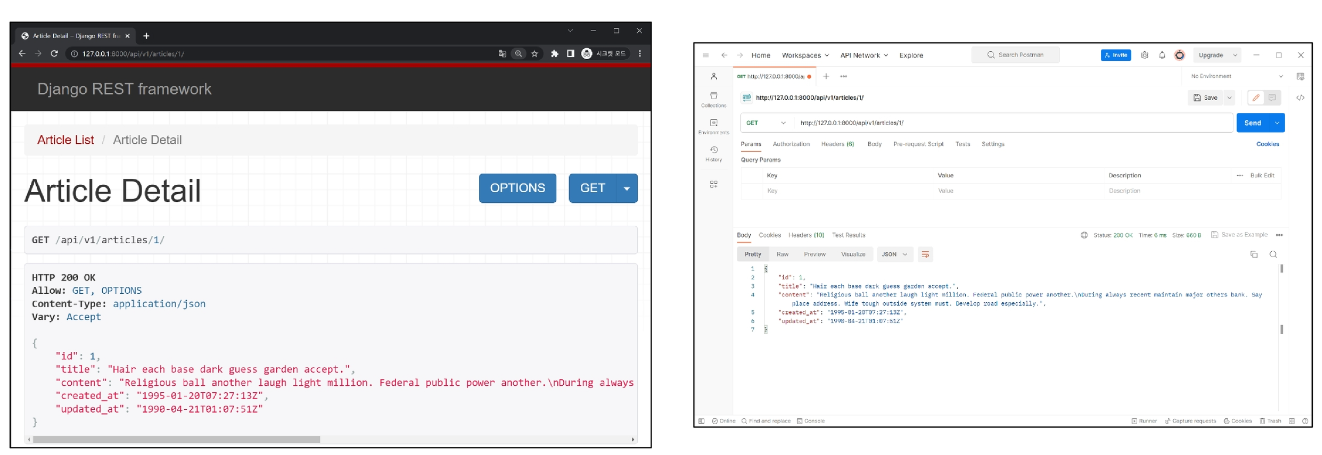 Article Detail – Django REST fra
127.0.0.1:8000/api/v1/articles/1/
시크릿 모드
Django REST framework
Article List / Article Detail
Article Detail
OPTIONS
GET
GET /api/v1/articles/1/
HTTP 200 OK
Allow: GET, OPTIONS
Content-Type: application/json
Vary: Accept
{
"id": 1,
"title": "Hair each base dark guess garden accept.",
"content": "Religious ball another laugh light million. Federal public power another.\nDuring always
"created_at": "1995-01-20T07:27:13Z",
"updated_at": "1990-04-21T01:07:51Z"
}
Home Workspaces API Network Explore
Search Postman
Invite
Upgrade
GET http://127.0.0.1:8000/ap
No Environment
http://127.0.0.1:8000/api/v1/articles/1/
Save
Collections
Environments
History
GET
http://127.0.0.1:8000/api/v1/articles/1/
Send
Params Authorization Headers (6) Body Pre-request Script Tests Settings
Cookies
Query Params
Key Value Description
Bulk Edit
Key Value Description
Body Cookies Headers (10) Test Results
Status: 200 OK Time: 6 ms Size: 660 B
Save as Example
Pretty Raw Preview Visualize JSON
1 {
2 "id": 1,
3 "title": "Hair each base dark guess garden accept.",
4 "content": "Religious ball another laugh light million. Federal public power another.\nDuring always recent maintain major others bank. Say
place address. Wife tough outside system must. Develop road especially.",
5 "created_at": "1995-01-20T07:27:13Z",
6 "updated_at": "1990-04-21T01:07:51Z"
7 }
Online Find and replace Console
Runner Capture requests Cookies Trash